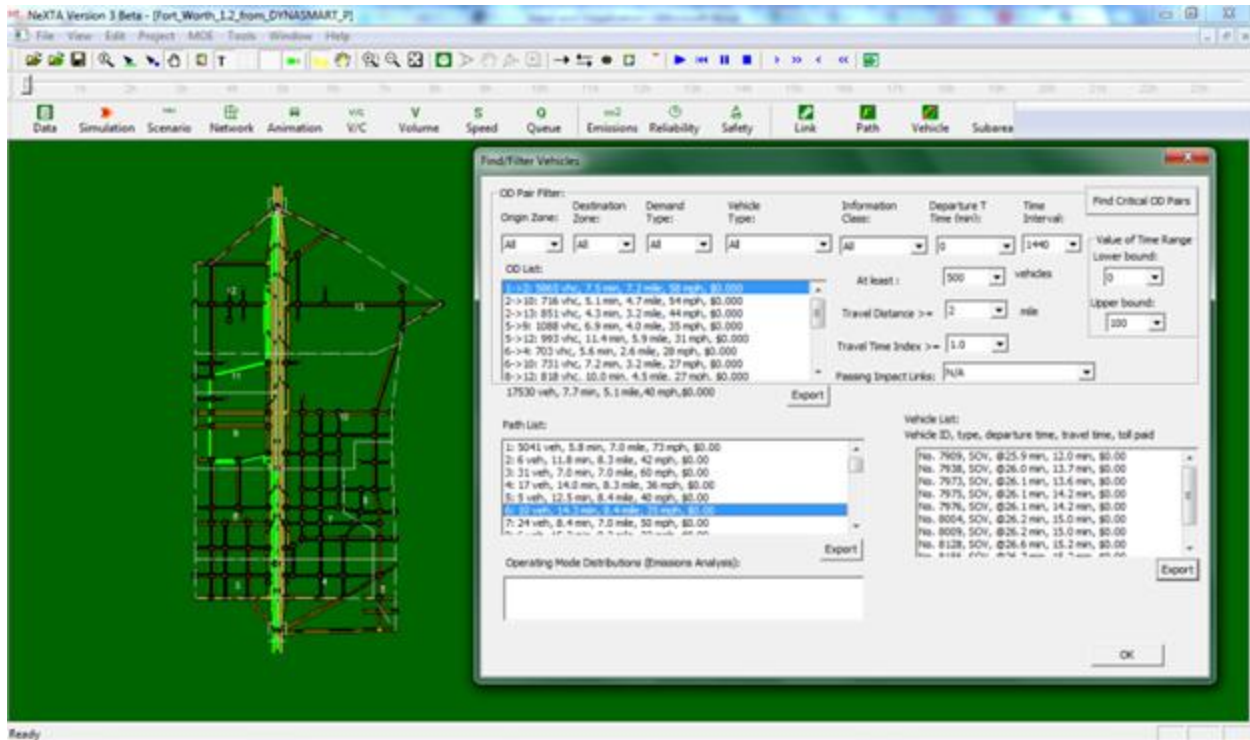 NeXTA Version 3 Beta - [Fort_Worth_1.2_from_DYNASMART_P]
File View Edit Project MOE Tools Window Help
T
Data Simulation Scenario Network Animation V/C Volume Speed Queue Emissions Reliability Safety Link Path Vehicle Subarea
Find/Filter Vehicles
OD Pair Filter:
Origin Zone: Destination Zone: Demand Type: Vehicle Type: Information Class: Departure T Time (min): Time Interval: Find Critical OD Pairs
All All All All All 0 1440
Value of Time Range
Lower bound:
0
Upper bound:
100
OD List:
1->2: 5863 vhc, 7.5 min, 7.2 mile, 58 mph, $0.000
2->10: 716 vhc, 5.1 min, 4.7 mile, 54 mph, $0.000
2->13: 851 vhc, 4.3 min, 3.2 mile, 44 mph, $0.000
5->9: 1088 vhc, 6.9 min, 4.0 mile, 35 mph, $0.000
5->12: 993 vhc, 11.4 min, 5.9 mile, 31 mph, $0.000
6->4: 703 vhc, 5.6 min, 2.6 mile, 28 mph, $0.000
6->10: 731 vhc, 7.2 min, 3.2 mile, 27 mph, $0.000
8->12: 818 vhc, 10.0 min, 4.5 mile, 27 mph, $0.000
17530 veh, 7.7 min, 5.1 mile,40 mph,$0.000
Export
At least : 500 vehicles
Travel Distance >= 2 mile
Travel Time Index >= 1.0
Passing Impact Links: N/A
Path List:
1: 5041 veh, 5.8 min, 7.0 mile, 73 mph, $0.00
2: 6 veh, 11.8 min, 8.3 mile, 42 mph, $0.00
3: 31 veh, 7.0 min, 7.0 mile, 60 mph, $0.00
4: 17 veh, 14.0 min, 8.3 mile, 36 mph, $0.00
5: 5 veh, 12.5 min, 8.4 mile, 40 mph, $0.00
6: 10 veh, 14.3 min, 8.4 mile, 35 mph, $0.00
7: 24 veh, 8.4 min, 7.0 mile, 50 mph, $0.00
Export
Vehicle List:
Vehicle ID, type, departure time, travel time, toll paid
No. 7909, SOV, @25.9 min, 12.0 min, $0.00
No. 7938, SOV, @26.0 min, 13.7 min, $0.00
No. 7973, SOV, @26.1 min, 13.6 min, $0.00
No. 7975, SOV, @26.1 min, 14.2 min, $0.00
No. 7976, SOV, @26.1 min, 14.2 min, $0.00
No. 8004, SOV, @26.2 min, 15.0 min, $0.00
No. 8009, SOV, @26.2 min, 15.0 min, $0.00
No. 8128, SOV, @26.6 min, 15.2 min, $0.00
Export
Operating Mode Distributions (Emissions Analysis):
OK
Ready